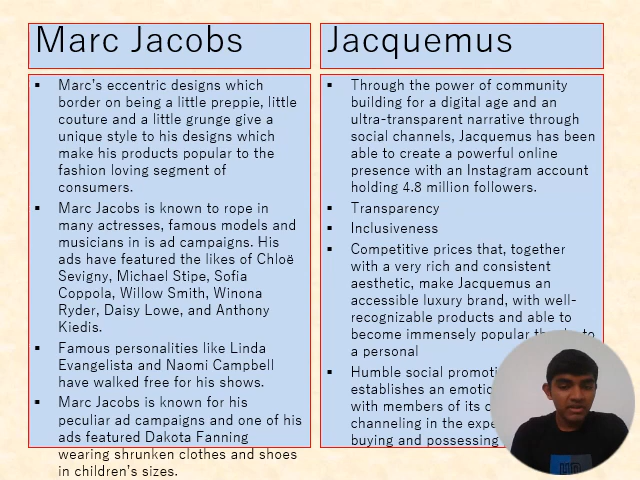 Marc Jacobs
Marc's eccentric designs which
border on being a little preppie, little
couture and a little grunge give a
unique style to his designs which
make his products popular to the
fashion loving segment of
consumers.
Marc Jacobs is known to rope in
many actresses, famous models and
musicians in is ad campaigns. His
ads have featured the likes of Chloë
Sevigny, Michael Stipe, Sofia
Coppola, Willow Smith, Winona
Ryder, Daisy Lowe, and Anthony
Kiedis.
Famous personalities like Linda
Evangelista and Naomi Campbell
have walked free for his shows.
Marc Jacobs is known for his
peculiar ad campaigns and one of his
ads featured Dakota Fanning
wearing shrunken clothes and shoes
in children's sizes.
Jacquemus
Through the power of community
building for a digital age and an
ultra-transparent narrative through
social channels, Jacquemus has been
able to create a powerful online
presence with an Instagram account
holding 4.8 million followers.
Transparency
Inclusiveness
Competitive prices that, together
with a very rich and consistent
aesthetic, make Jacquemus an
accessible luxury brand, with well-
recognizable products and able to
become immensely popular to
a personal
Humble social
establishes an
with members of its
channeling in the
buying and possessing